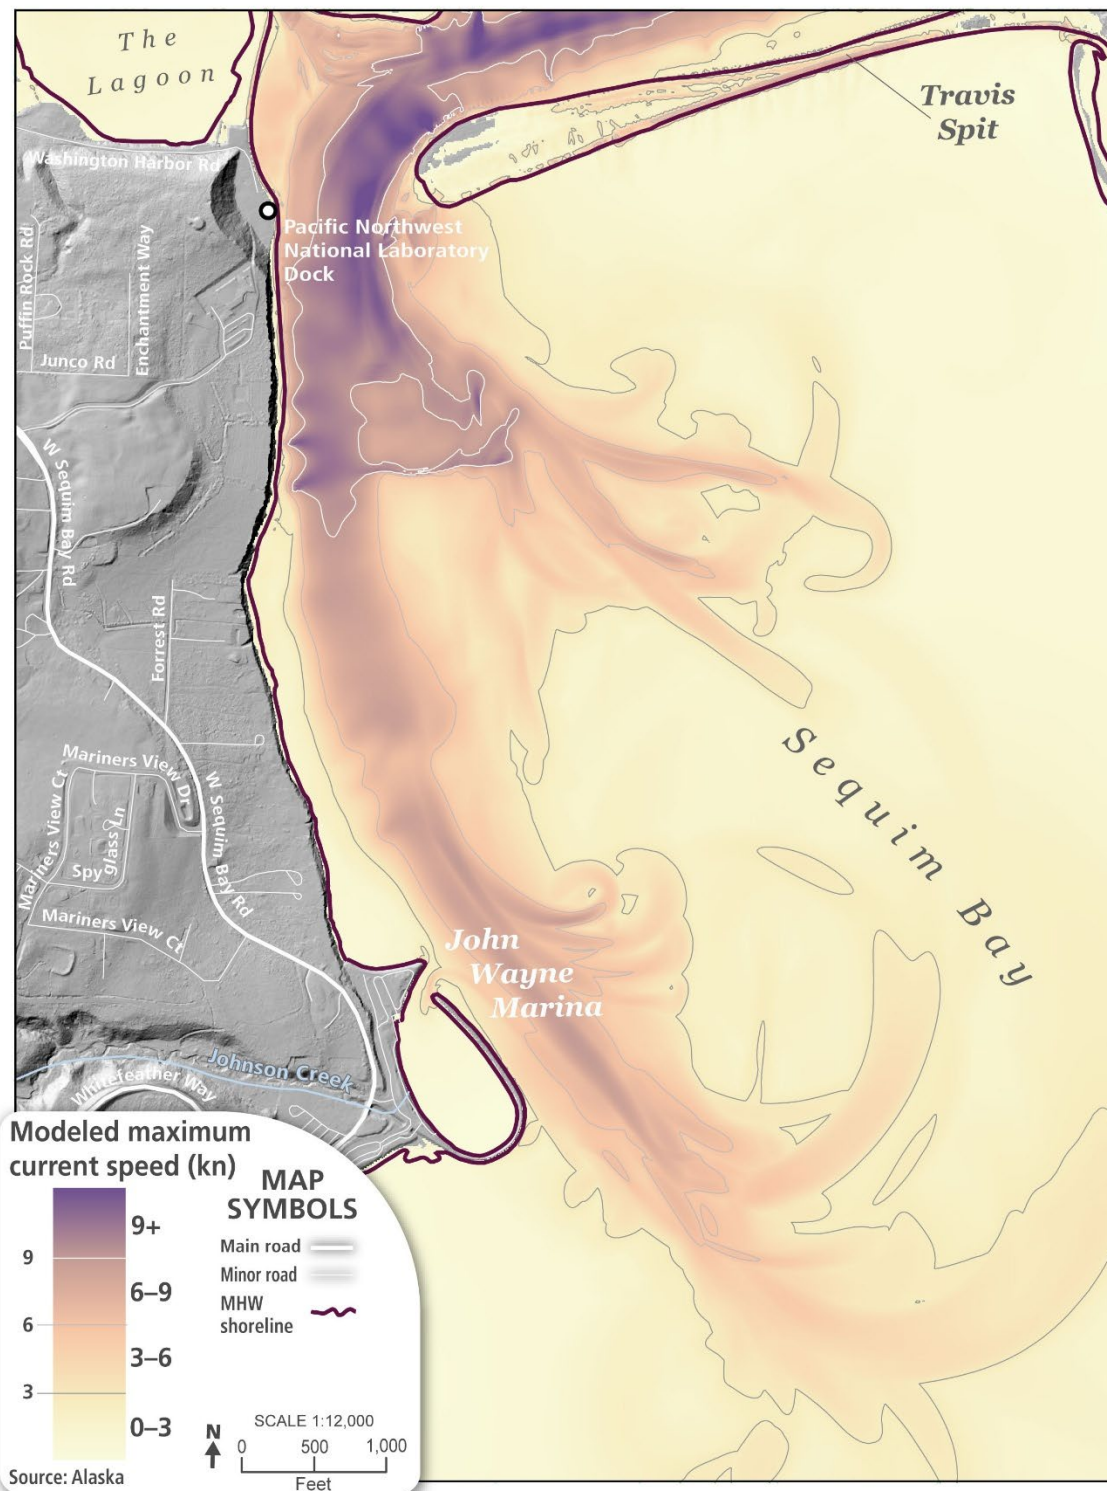 The
Lagoon
Travis
Spit
Washington Harbor Rd
Pacific Northwest
National Laboratory
Dock
Puffin Rock Rd
Enchantment Way
Junco Rd
W Sequim Bay Rd
Forrest Rd
Sequim Bay
Mariners View Dr
Mariners View Ct
W Sequim Bay Rd
Spy
glass Ln
Mariners View Ct
John
Wayne
Marina
Johnson Creek
Whitefeather Way
Modeled maximum
current speed (kn)
9+
9
6–9
6
3–6
3
0–3
Source: Alaska
MAP
SYMBOLS
Main road
Minor road
MHW
shoreline
N
SCALE 1:12,000
0 500 1,000
Feet